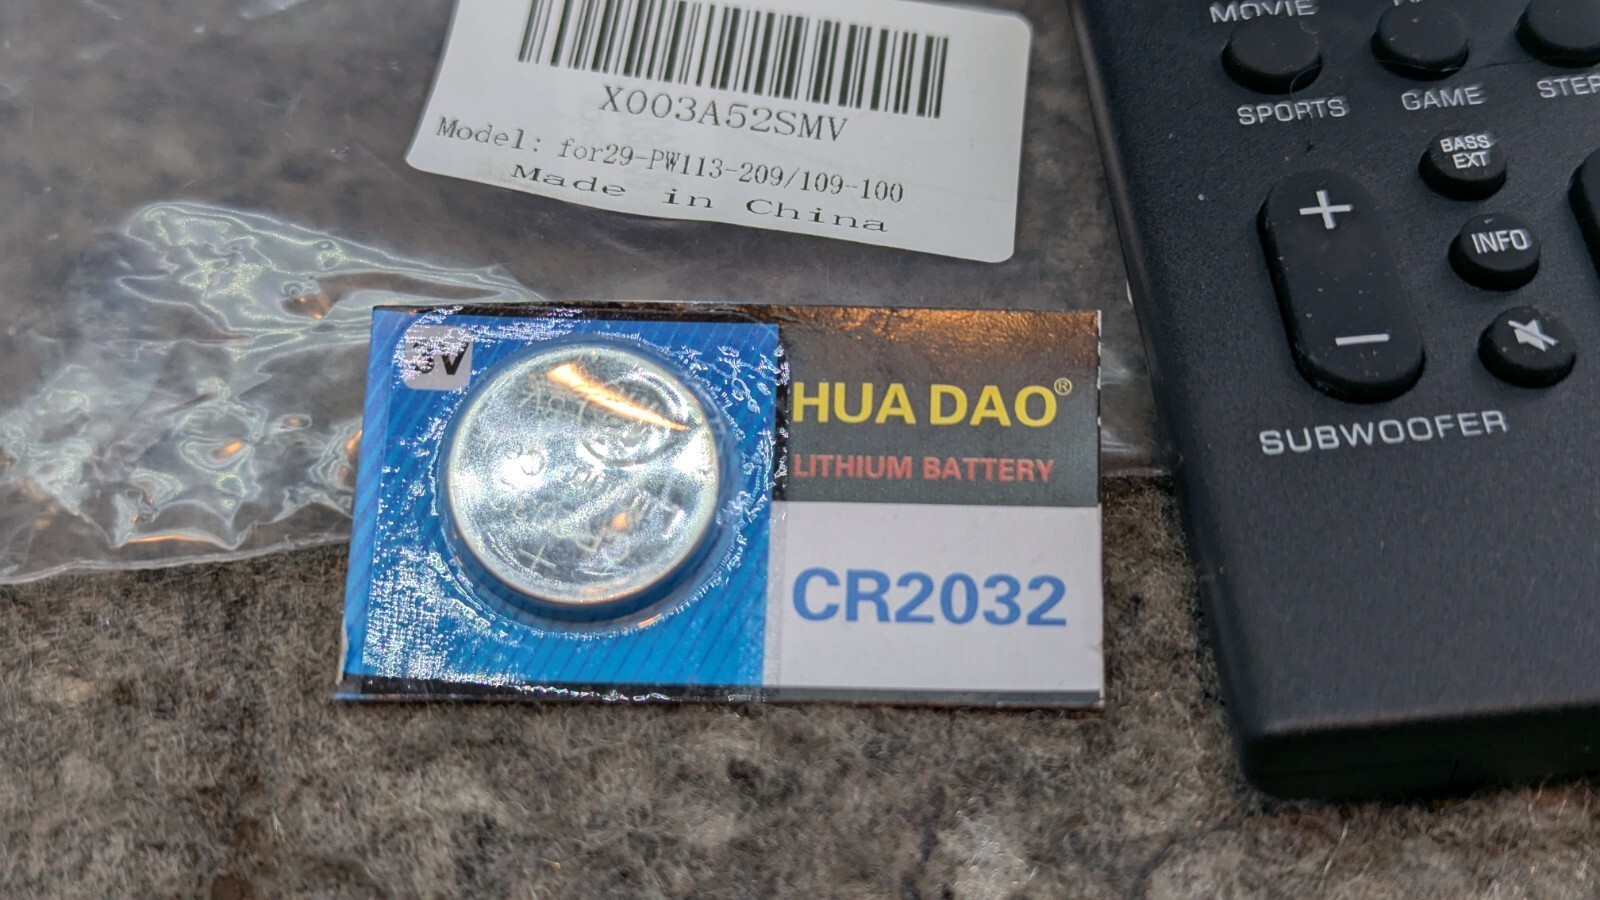 X003A52SMV
Model: for29-PW113-209/109-100
Made in China
MOVIE
SPORTS
GAME
BASS
EXT
+
INFO
−
SUBWOOFER
3V
HUA DAO®
LITHIUM BATTERY
CR2032